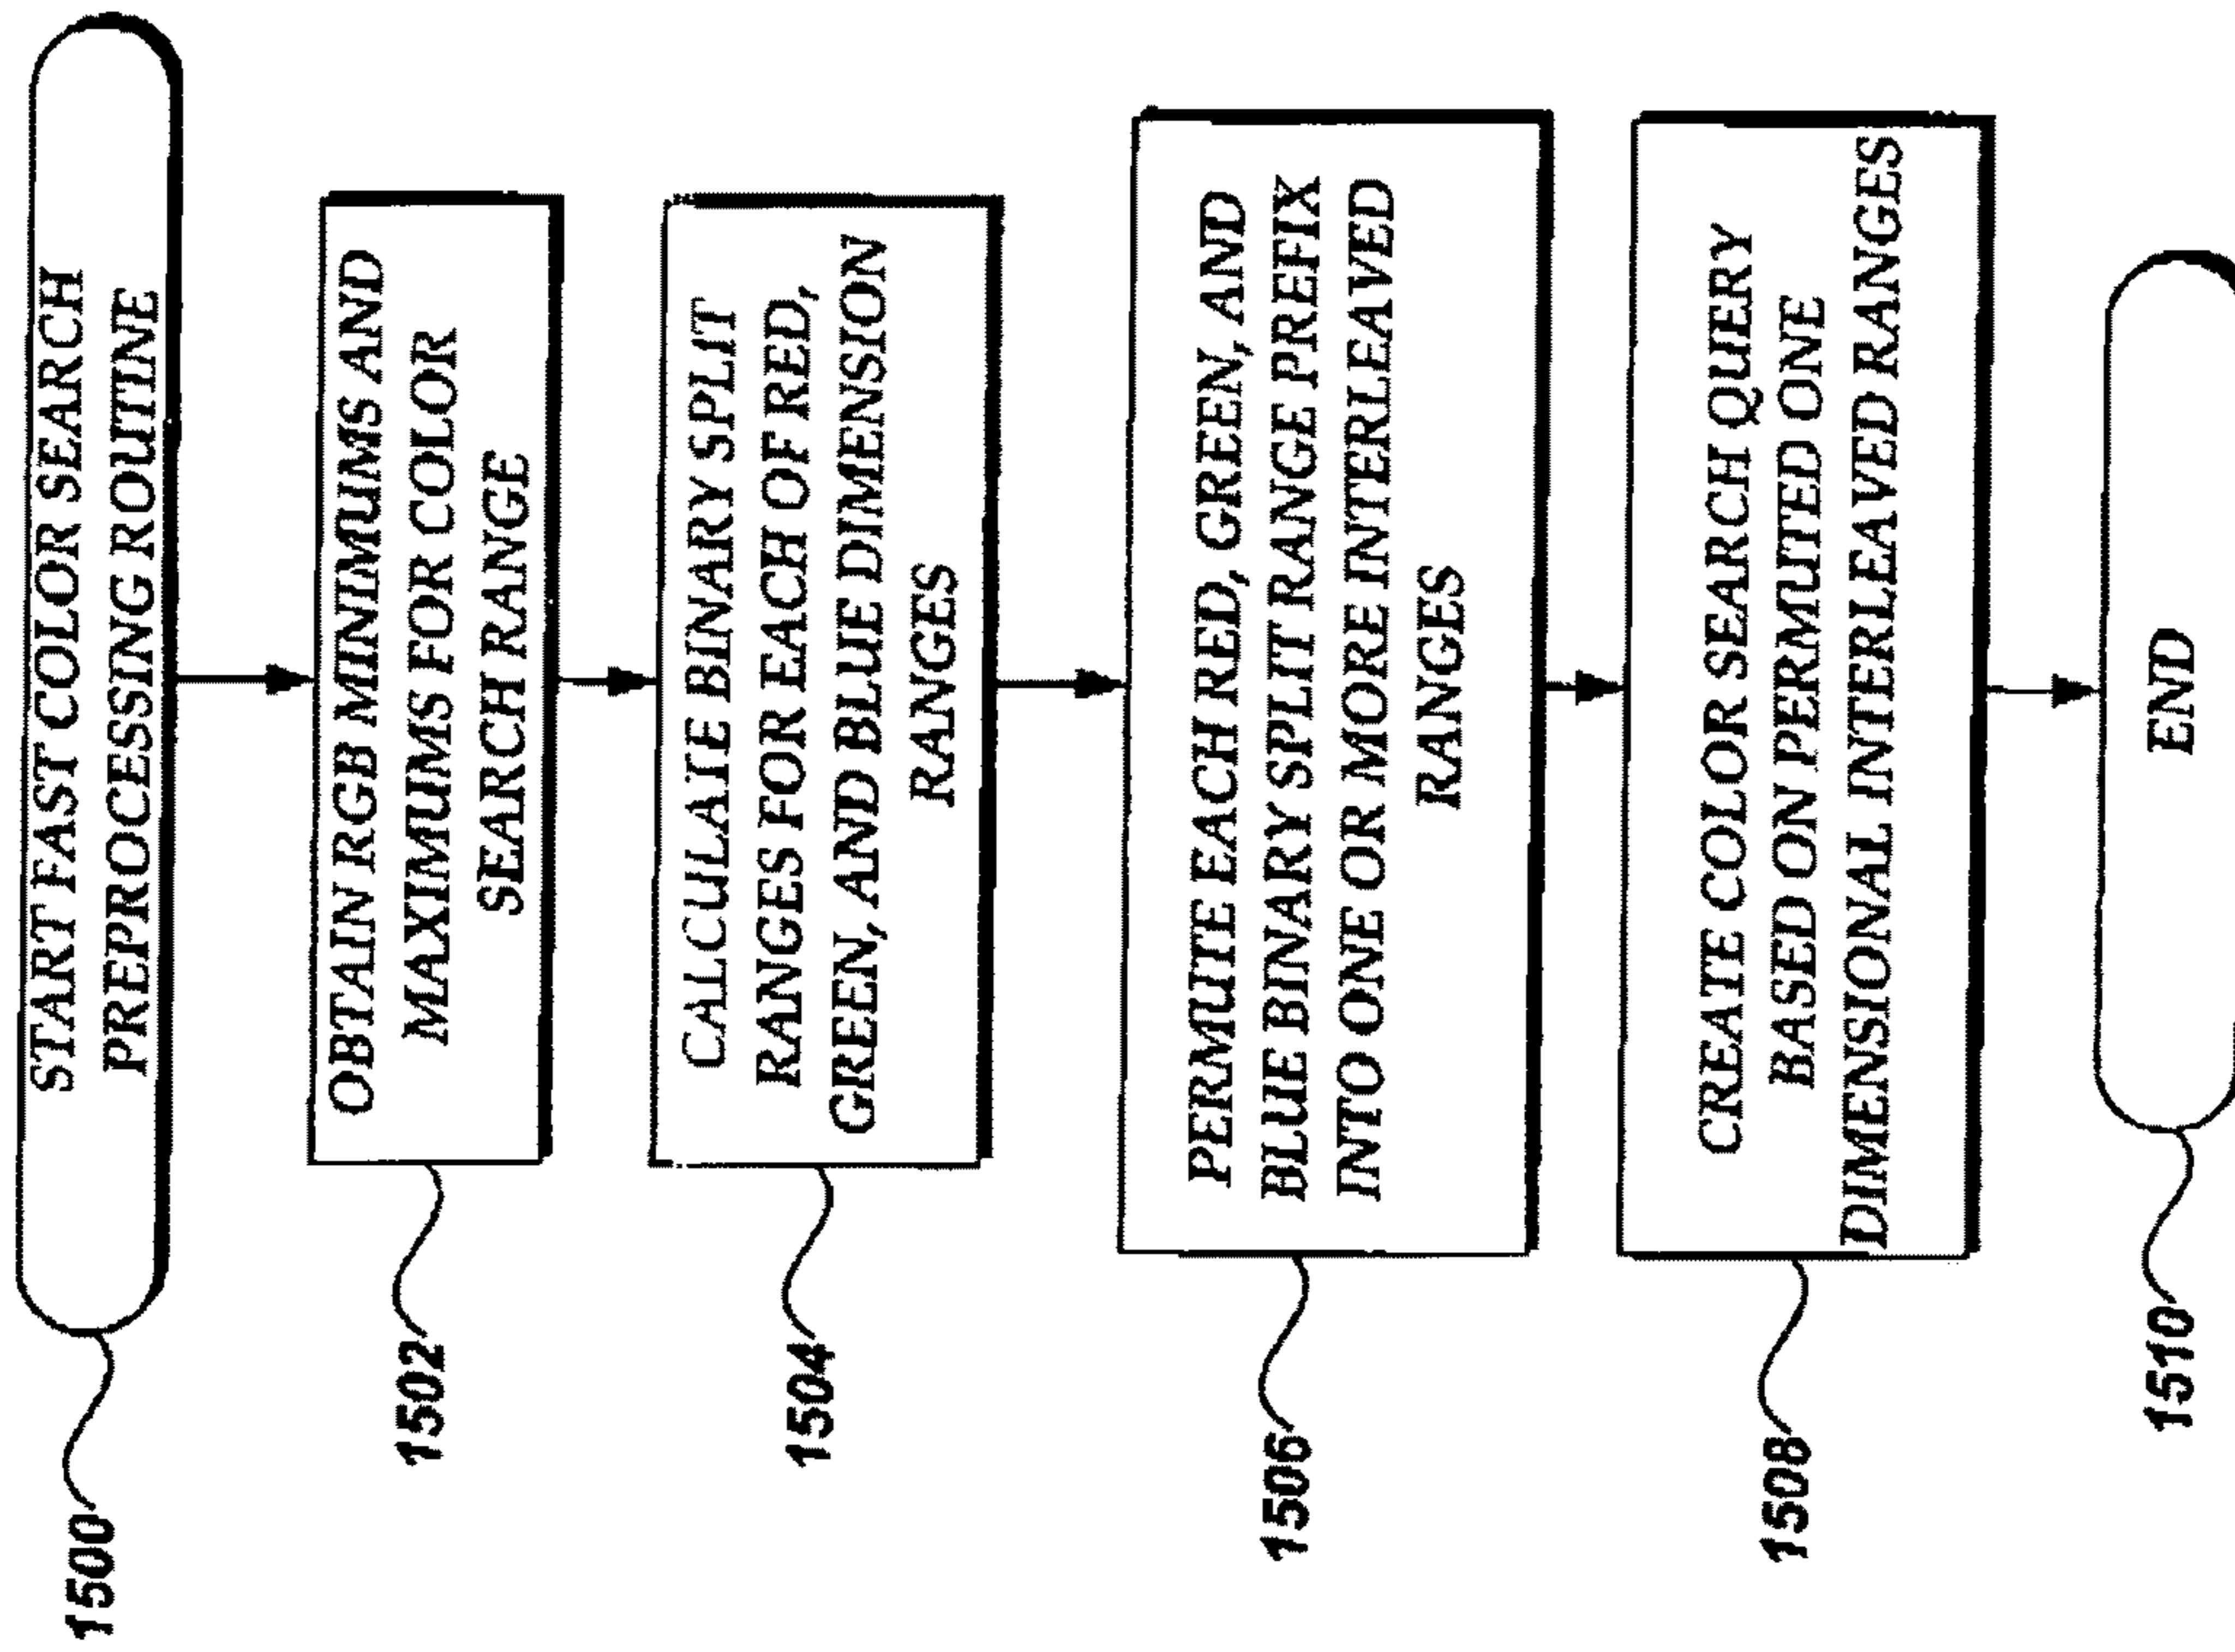 1500
START FAST COLOR SEARCH
PREPROCESSING ROUTINE
1502
OBTAIN RGB MINIMUMS AND
MAXIMUMS FOR COLOR
SEARCH RANGE
1504
CALCULATE BINARY SPLIT
RANGES FOR EACH OF RED,
GREEN, AND BLUE DIMENSION
RANGES
1506
PERMUTE EACH RED, GREEN, AND
BLUE BINARY SPLIT RANGE PREFIX
INTO ONE OR MORE INTERLEAVED
RANGES
1508
CREATE COLOR SEARCH QUERY
BASED ON PERMUTED ONE
DIMENSIONAL INTERLEAVED RANGES
1510
END